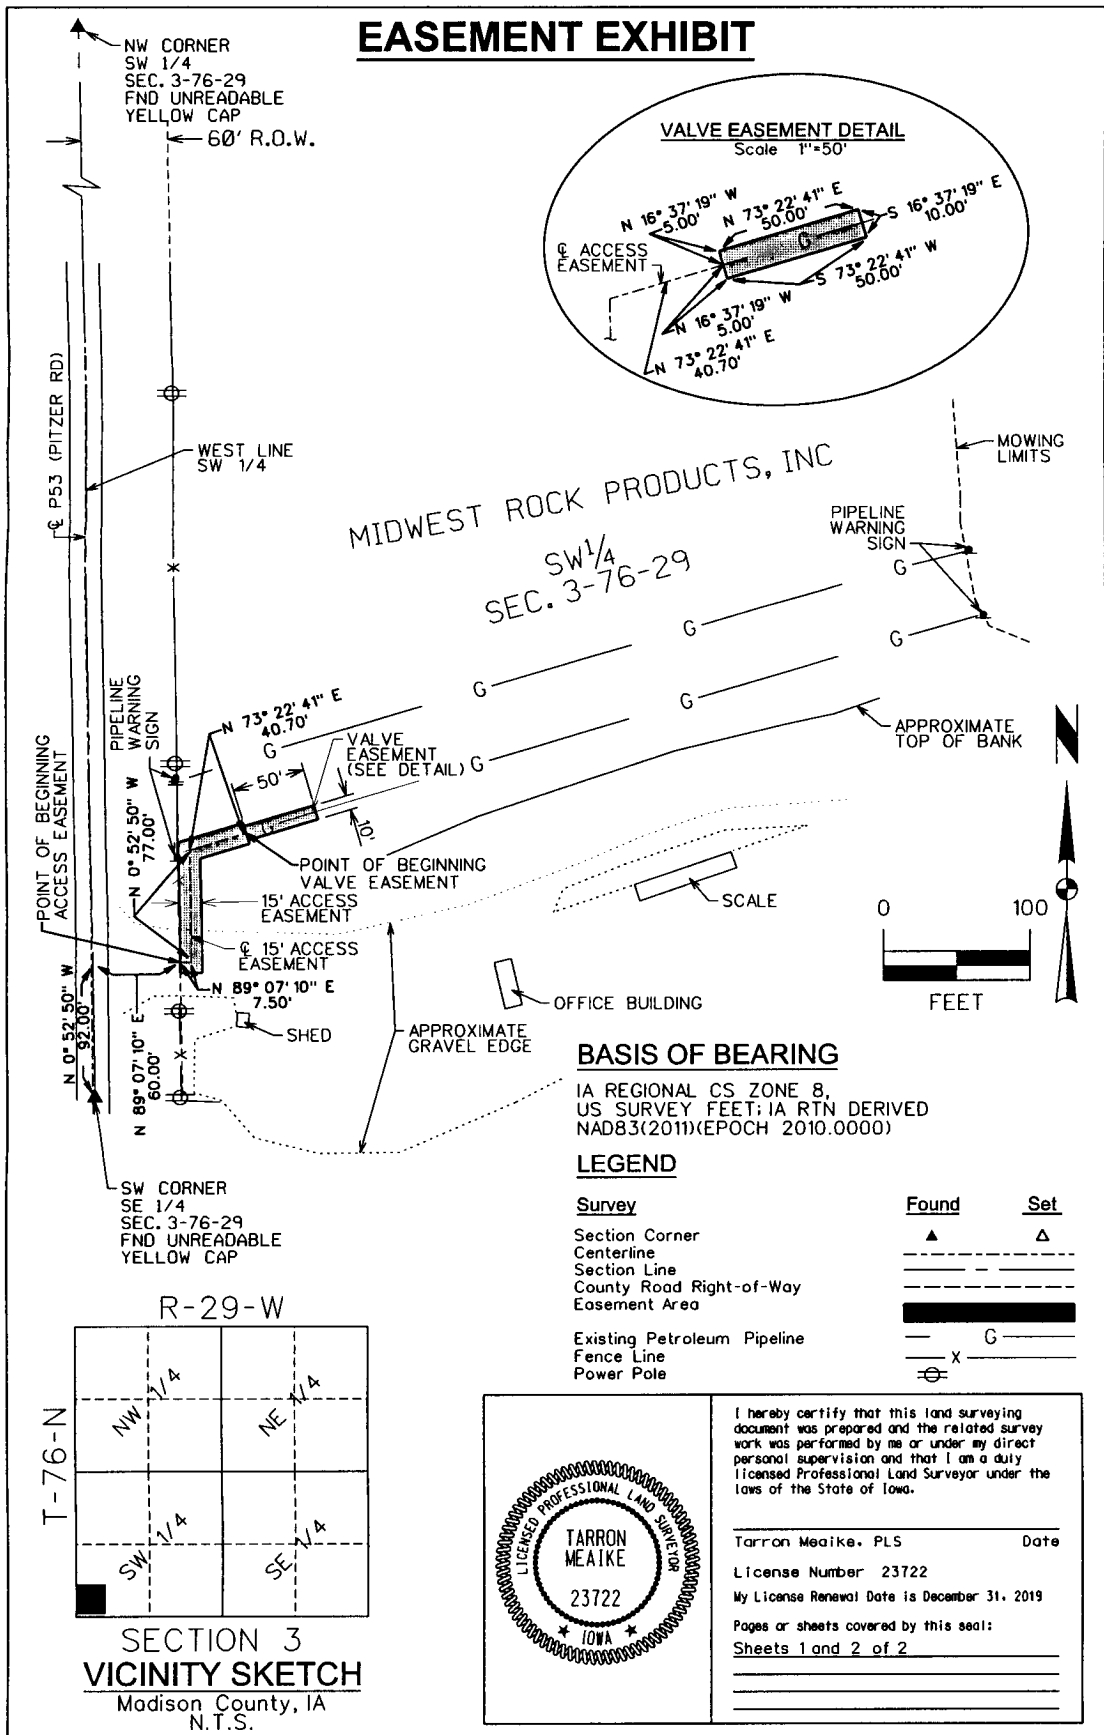 EASEMENT EXHIBIT
NW CORNER
SW 1/4
SEC. 3-76-29
FND UNREADABLE
YELLOW CAP
60' R.O.W.
VALVE EASEMENT DETAIL
Scale 1"=50'
N 16° 37' 19" W
5.00'
N 73° 22' 41" E
50.00'
S 16° 37' 19" E
10.00'
℄ ACCESS
EASEMENT
G
S 73° 22' 41" W
50.00'
N 16° 37' 19" W
5.00'
N 73° 22' 41" E
40.70'
℄ P53 (PITZER RD)
WEST LINE
SW 1/4
MOWING
LIMITS
MIDWEST ROCK PRODUCTS, INC
SW 1/4
SEC. 3-76-29
PIPELINE
WARNING
SIGN
G
G
G
G
G
G
G
G
APPROXIMATE
TOP OF BANK
N
PIPELINE
WARNING
SIGN
N 73° 22' 41" E
40.70'
VALVE
EASEMENT
(SEE DETAIL)
50'
10'
POINT OF BEGINNING
ACCESS EASEMENT
N 0° 52' 50" W
77.00'
POINT OF BEGINNING
VALVE EASEMENT
15' ACCESS
EASEMENT
℄ 15' ACCESS
EASEMENT
N 89° 07' 10" E
7.50'
SCALE
0 100
FEET
OFFICE BUILDING
SHED
APPROXIMATE
GRAVEL EDGE
N 0° 52' 50" W
92.00'
N 89° 07' 10" E
60.00'
SW CORNER
SE 1/4
SEC. 3-76-29
FND UNREADABLE
YELLOW CAP
BASIS OF BEARING
IA REGIONAL CS ZONE 8,
US SURVEY FEET; IA RTN DERIVED
NAD83(2011)(EPOCH 2010.0000)
LEGEND
Survey Found Set
Section Corner
Centerline
Section Line
County Road Right-of-Way
Easement Area
Existing Petroleum Pipeline G
Fence Line X
Power Pole
R-29-W
T-76-N
NW 1/4
NE 1/4
SW 1/4
SE 1/4
SECTION 3
VICINITY SKETCH
Madison County, IA
N.T.S.
LICENSED PROFESSIONAL LAND SURVEYOR
TARRON
MEAIKE
23722
IOWA
I hereby certify that this land surveying
document was prepared and the related survey
work was performed by me or under my direct
personal supervision and that I am a duly
licensed Professional Land Surveyor under the
laws of the State of Iowa.
Tarron Meaike, PLS Date
License Number 23722
My License Renewal Date is December 31, 2019
Pages or sheets covered by this seal:
Sheets 1 and 2 of 2